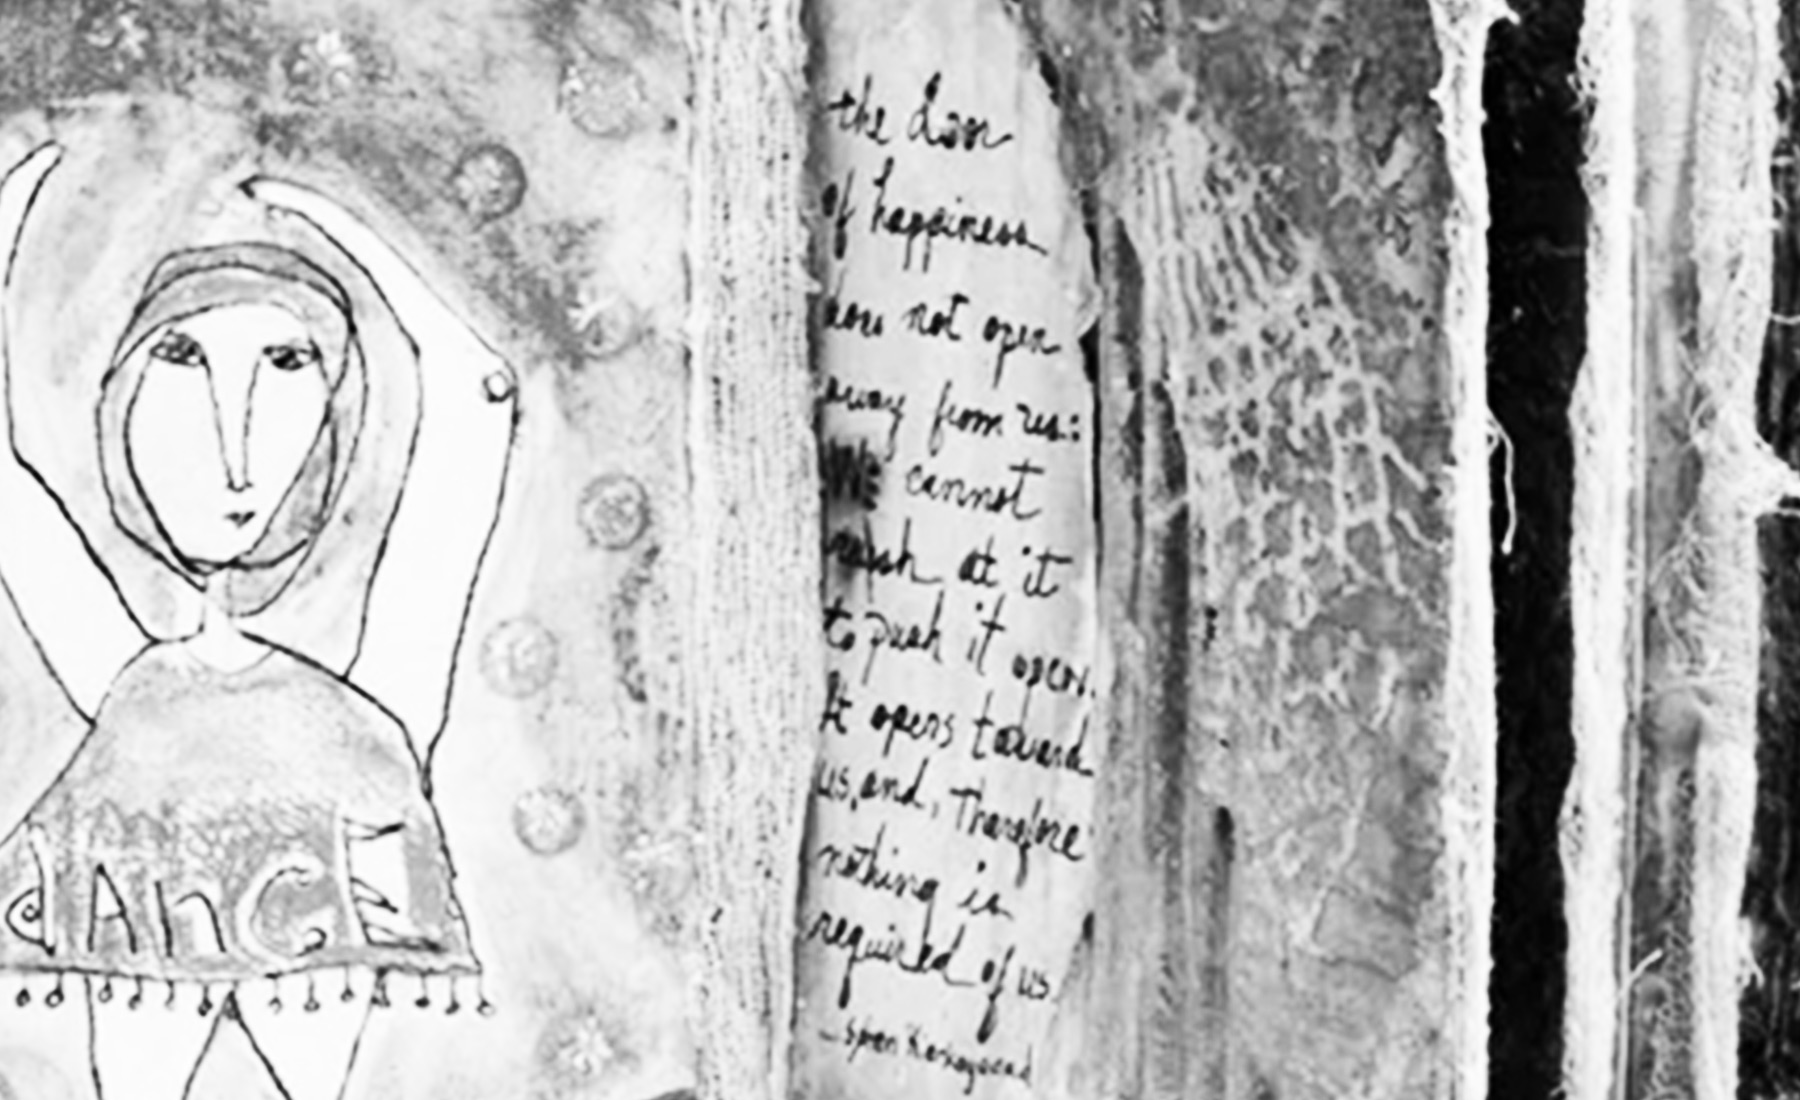 dAnCE
the door
of happiness
does not open
away from us:
We cannot
rush at it
to push it open.
It opens toward
us, and, therefore
nothing is
required of us.
— Soren Kierkegaard